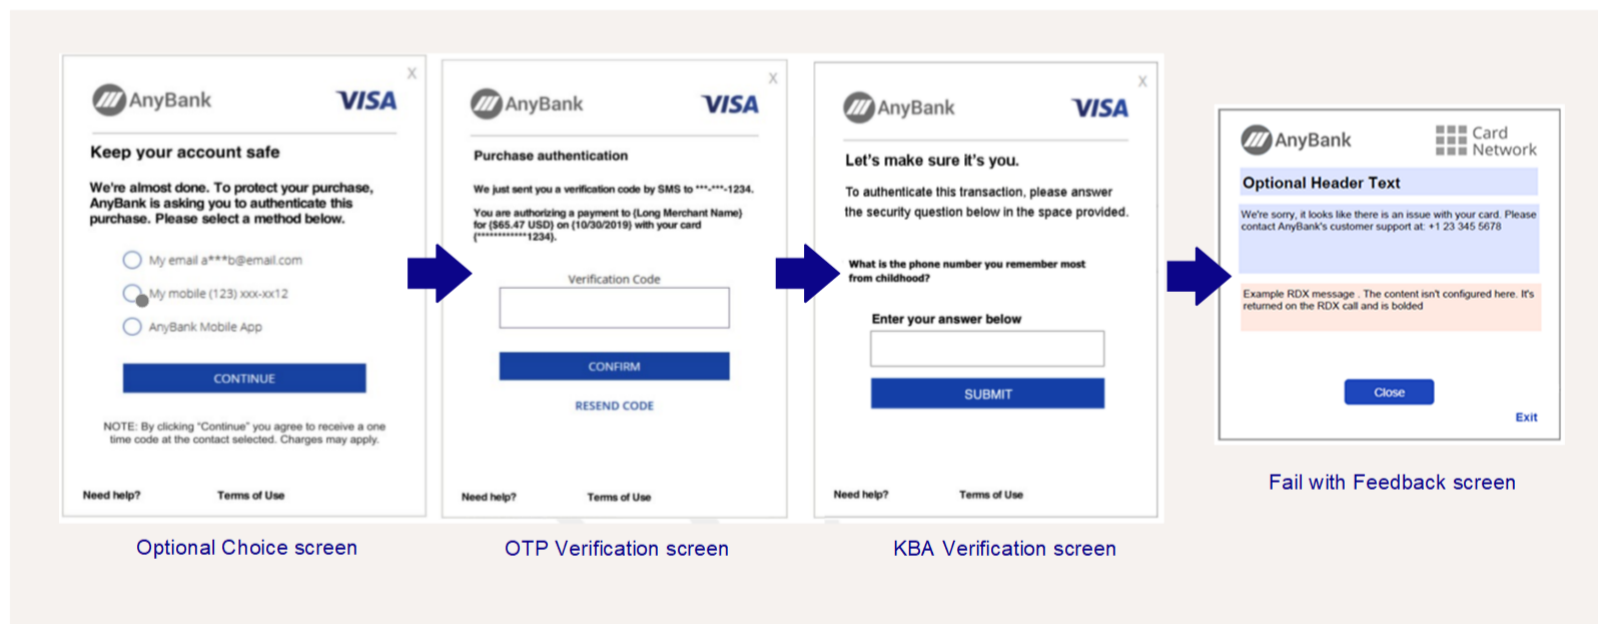 X
AnyBank VISA
Keep your account safe
We're almost done. To protect your purchase,
AnyBank is asking you to authenticate this
purchase. Please select a method below.
My email a***b@email.com
My mobile (123) xxx-xx12
AnyBank Mobile App
CONTINUE
NOTE: By clicking "Continue" you agree to receive a one
time code at the contact selected. Charges may apply.
Need help? Terms of Use
Optional Choice screen
X
AnyBank VISA
Purchase authentication
We just sent you a verification code by SMS to ***-***-1234.
You are authorizing a payment to {Long Merchant Name}
for {$65.47 USD} on {10/30/2019} with your card
{************1234}.
Verification Code
CONFIRM
RESEND CODE
Need help? Terms of Use
OTP Verification screen
X
AnyBank VISA
Let's make sure it's you.
To authenticate this transaction, please answer
the security question below in the space provided.
What is the phone number you remember most
from childhood?
Enter your answer below
SUBMIT
Need help? Terms of Use
KBA Verification screen
AnyBank
Card
Network
Optional Header Text
We're sorry, it looks like there is an issue with your card. Please
contact AnyBank's customer support at: +1 23 345 5678
Example RDX message . The content isn't configured here. It's
returned on the RDX call and is bolded
Close
Exit
Fail with Feedback screen